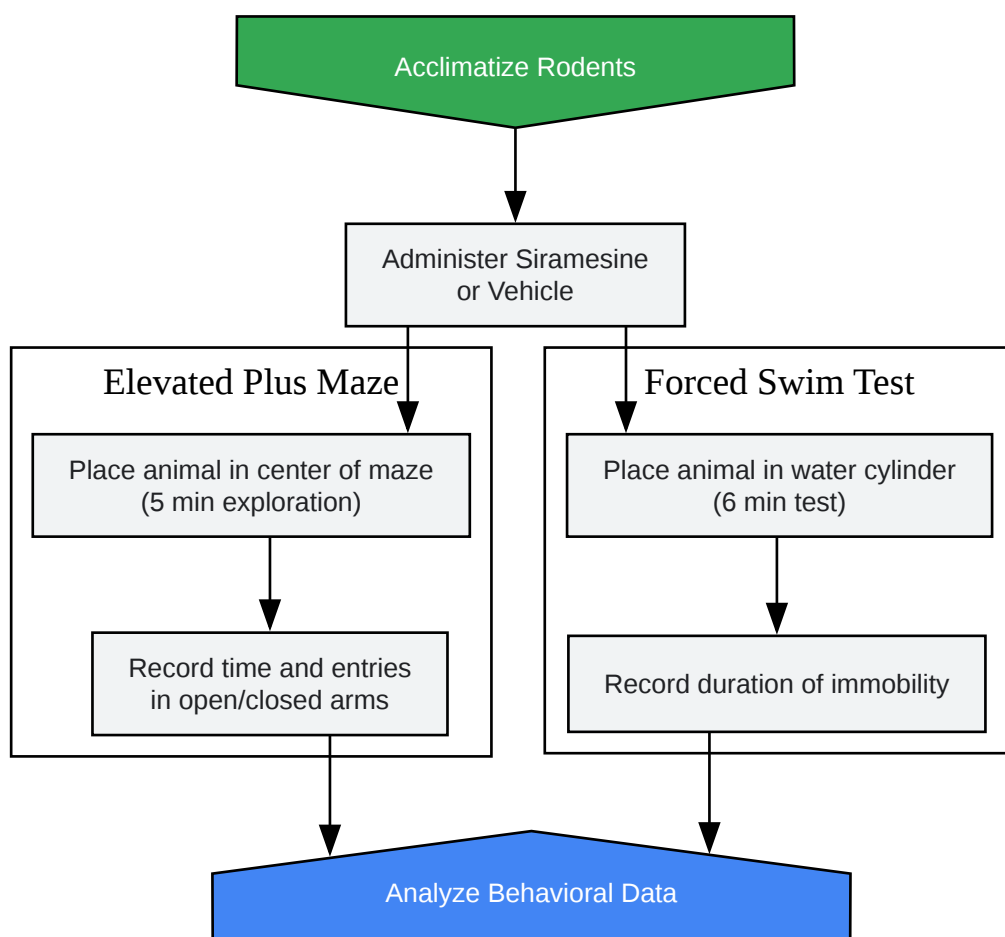 Acclimatize Rodents
Administer Siramesine
or Vehicle
Elevated Plus Maze
Place animal in center of maze
(5 min exploration)
Record time and entries
in open/closed arms
Forced Swim Test
Place animal in water cylinder
(6 min test)
Record duration of immobility
Analyze Behavioral Data